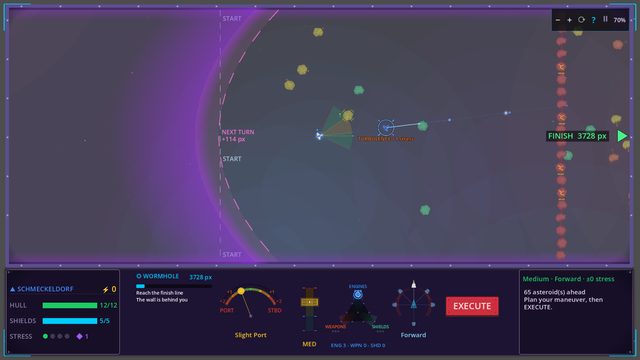 START
70%
NEXT TURN
+114 px
START
FINISH 3728 px
START
SCHMECKELDORF
0
HULL
12/12
SHIELDS
5/5
STRESS
1
WORMHOLE
3728 px
Reach the finish line
The wall is behind you
PORT
STBD
Slight Port
MED
ENGINES
WEAPONS
SHIELDS
ENG 3 · WPN 0 · SHD 0
Forward
EXECUTE
Medium · Forward · ±0 stress
65 asteroid(s) ahead
Plan your maneuver, then
EXECUTE.